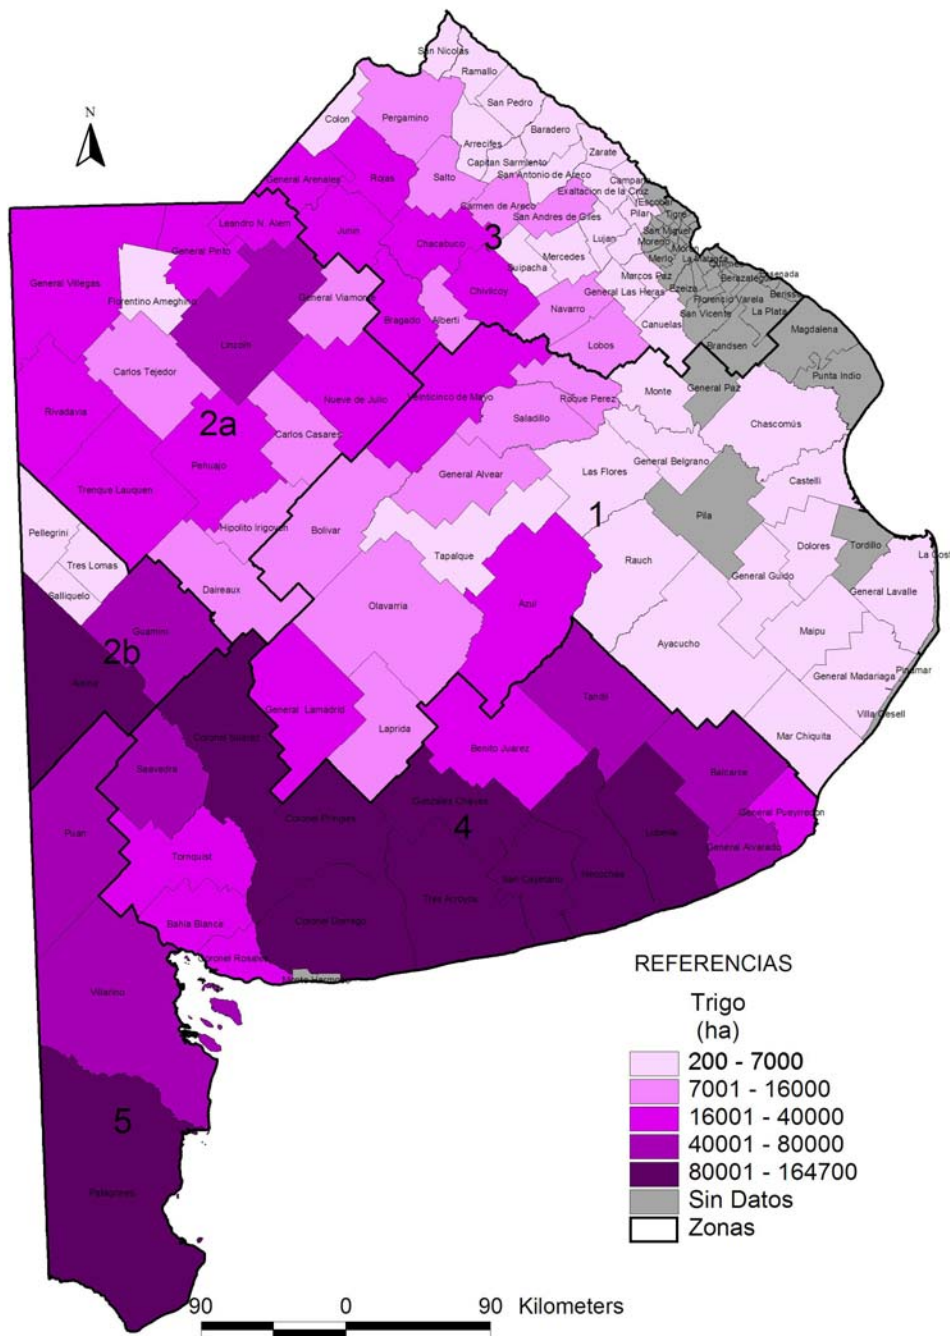 N
San Nicolas
Ramallo
San Pedro
Colon
Pergamino
Baradero
Arrecifes
Zarate
Capitan Sarmiento
San Antonio de Areco
Campana
General Arenales
Rojas
Salto
Exaltacion de la Cruz
Escobar
Carmen de Areco
Pilar
Tigre
San Andres de Giles
Leandro N. Alem
Junin
San Miguel
Moreno
Chacabuco
3
Lujan
General Pinto
Mercedes
Merlo
Suipacha
General Villegas
Marcos Paz
Berazategui
Ezeiza
General Las Heras
Chivilcoy
Fiorentino Ameghino
General Viamonte
Florencio Varela
Navarro
La Plata
San Vicente
Bragado
Alberti
Canuelas
Magdalena
Lincoln
Lobos
Brandsen
Carlos Tejedor
Punta Indio
General Paz
Monte
Rivadavia
Nueve de Julio
Veinticinco de Mayo
Roque Perez
2a
Saladillo
Chascomús
Carlos Casares
Pehuajo
General Belgrano
Las Flores
General Alvear
Castelli
Trenque Lauquen
1
Pila
Hipolito Irigoyen
Bolivar
Pellegrini
Dolores
Tordillo
Tapalque
Rauch
Tres Lomas
General Guido
Daireaux
General Lavalle
Salliquelo
Olavarria
Azul
Guamini
Maipu
Ayacucho
2b
Pinamar
General Madariaga
Tandil
General Lamadrid
Villa Gesell
Laprida
Mar Chiquita
Coronel Suarez
Benito Juarez
Saavedra
Balcarce
Gonzales Chaves
General Pueyrredon
Coronel Pringles
4
Puan
Loberia
General Alvarado
Tornquist
San Cayetano
Necochea
Tres Arroyos
Coronel Dorrego
Bahia Blanca
Coronel Rosales
Monte Hermoso
Villarino
5
Patagones
REFERENCIAS
Trigo
(ha)
200 - 7000
7001 - 16000
16001 - 40000
40001 - 80000
80001 - 164700
Sin Datos
Zonas
90 0 90 Kilometers